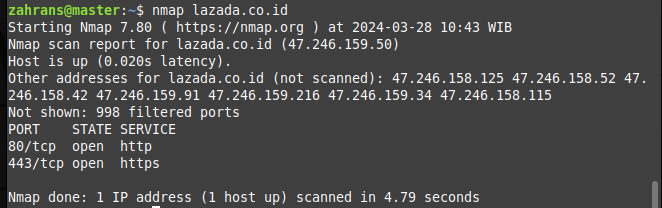 zahrans@master:~$ nmap lazada.co.id
Starting Nmap 7.80 ( https://nmap.org ) at 2024-03-28 10:43 WIB
Nmap scan report for lazada.co.id (47.246.159.50)
Host is up (0.020s latency).
Other addresses for lazada.co.id (not scanned): 47.246.158.125 47.246.158.52 47.
246.158.42 47.246.159.91 47.246.159.216 47.246.159.34 47.246.158.115
Not shown: 998 filtered ports
PORT    STATE SERVICE
80/tcp  open  http
443/tcp open  https
Nmap done: 1 IP address (1 host up) scanned in 4.79 seconds